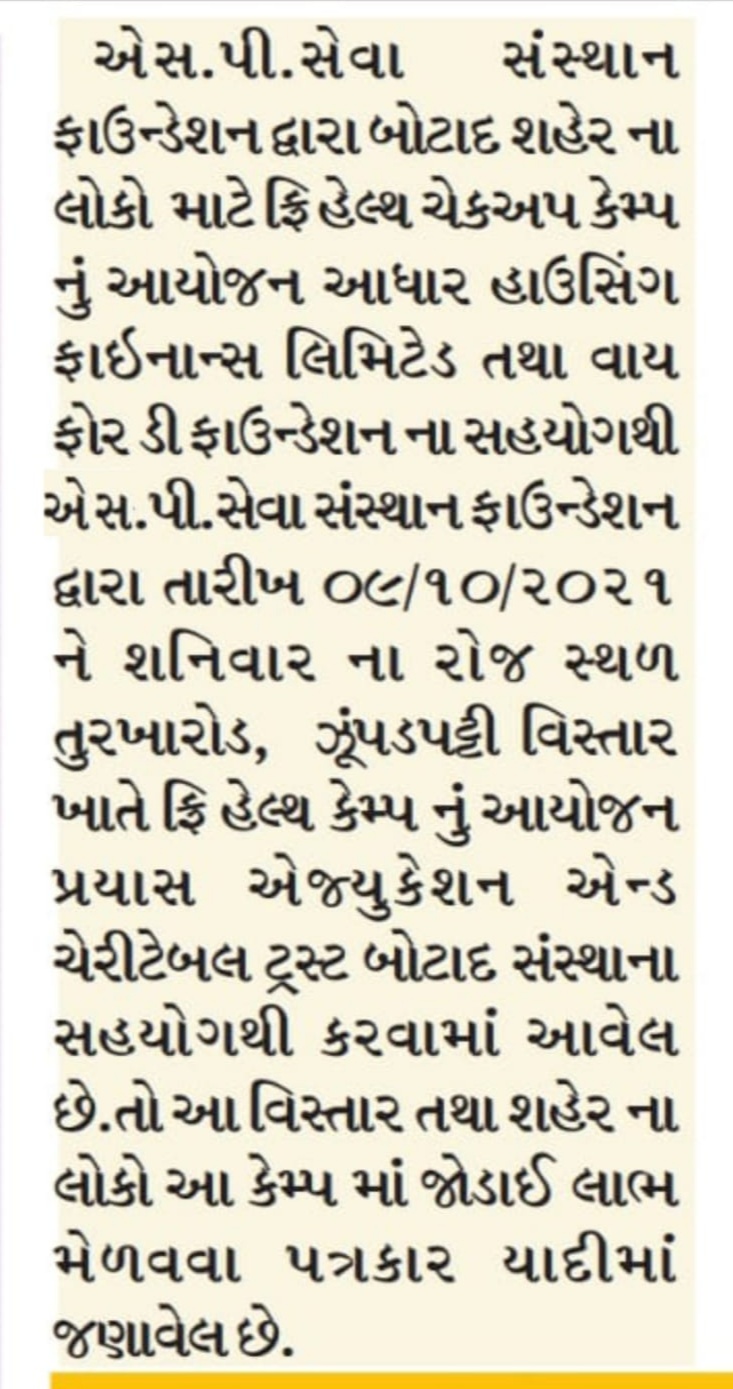 એસ.પી.સેવા સંસ્થાન
ફાઉન્ડેશન દ્વારા બોટાદ શહેર ના
લોકો માટે ફ્રિ હેલ્થ ચેકઅપ કેમ્પ
નું આયોજન આધાર હાઉસિંગ
ફાઇનાન્સ લિમિટેડ તથા વાય
ફોર ડી ફાઉન્ડેશન ના સહયોગથી
એસ.પી.સેવા સંસ્થાન ફાઉન્ડેશન
દ્વારા તારીખ ૦૯/૧૦/૨૦૨૧
ને શનિવાર ના રોજ સ્થળ
તુરખારોડ, ઝૂંપડપટ્ટી વિસ્તાર
ખાતે ફ્રિ હેલ્થ કેમ્પ નું આયોજન
પ્રયાસ એજ્યુકેશન એન્ડ
ચેરીટેબલ ટ્રસ્ટ બોટાદ સંસ્થાના
સહયોગથી કરવામાં આવેલ
છે.તો આ વિસ્તાર તથા શહેર ના
લોકો આ કેમ્પ માં જોડાઈ લાભ
મેળવવા પત્રકાર યાદીમાં
જણાવેલ છે.